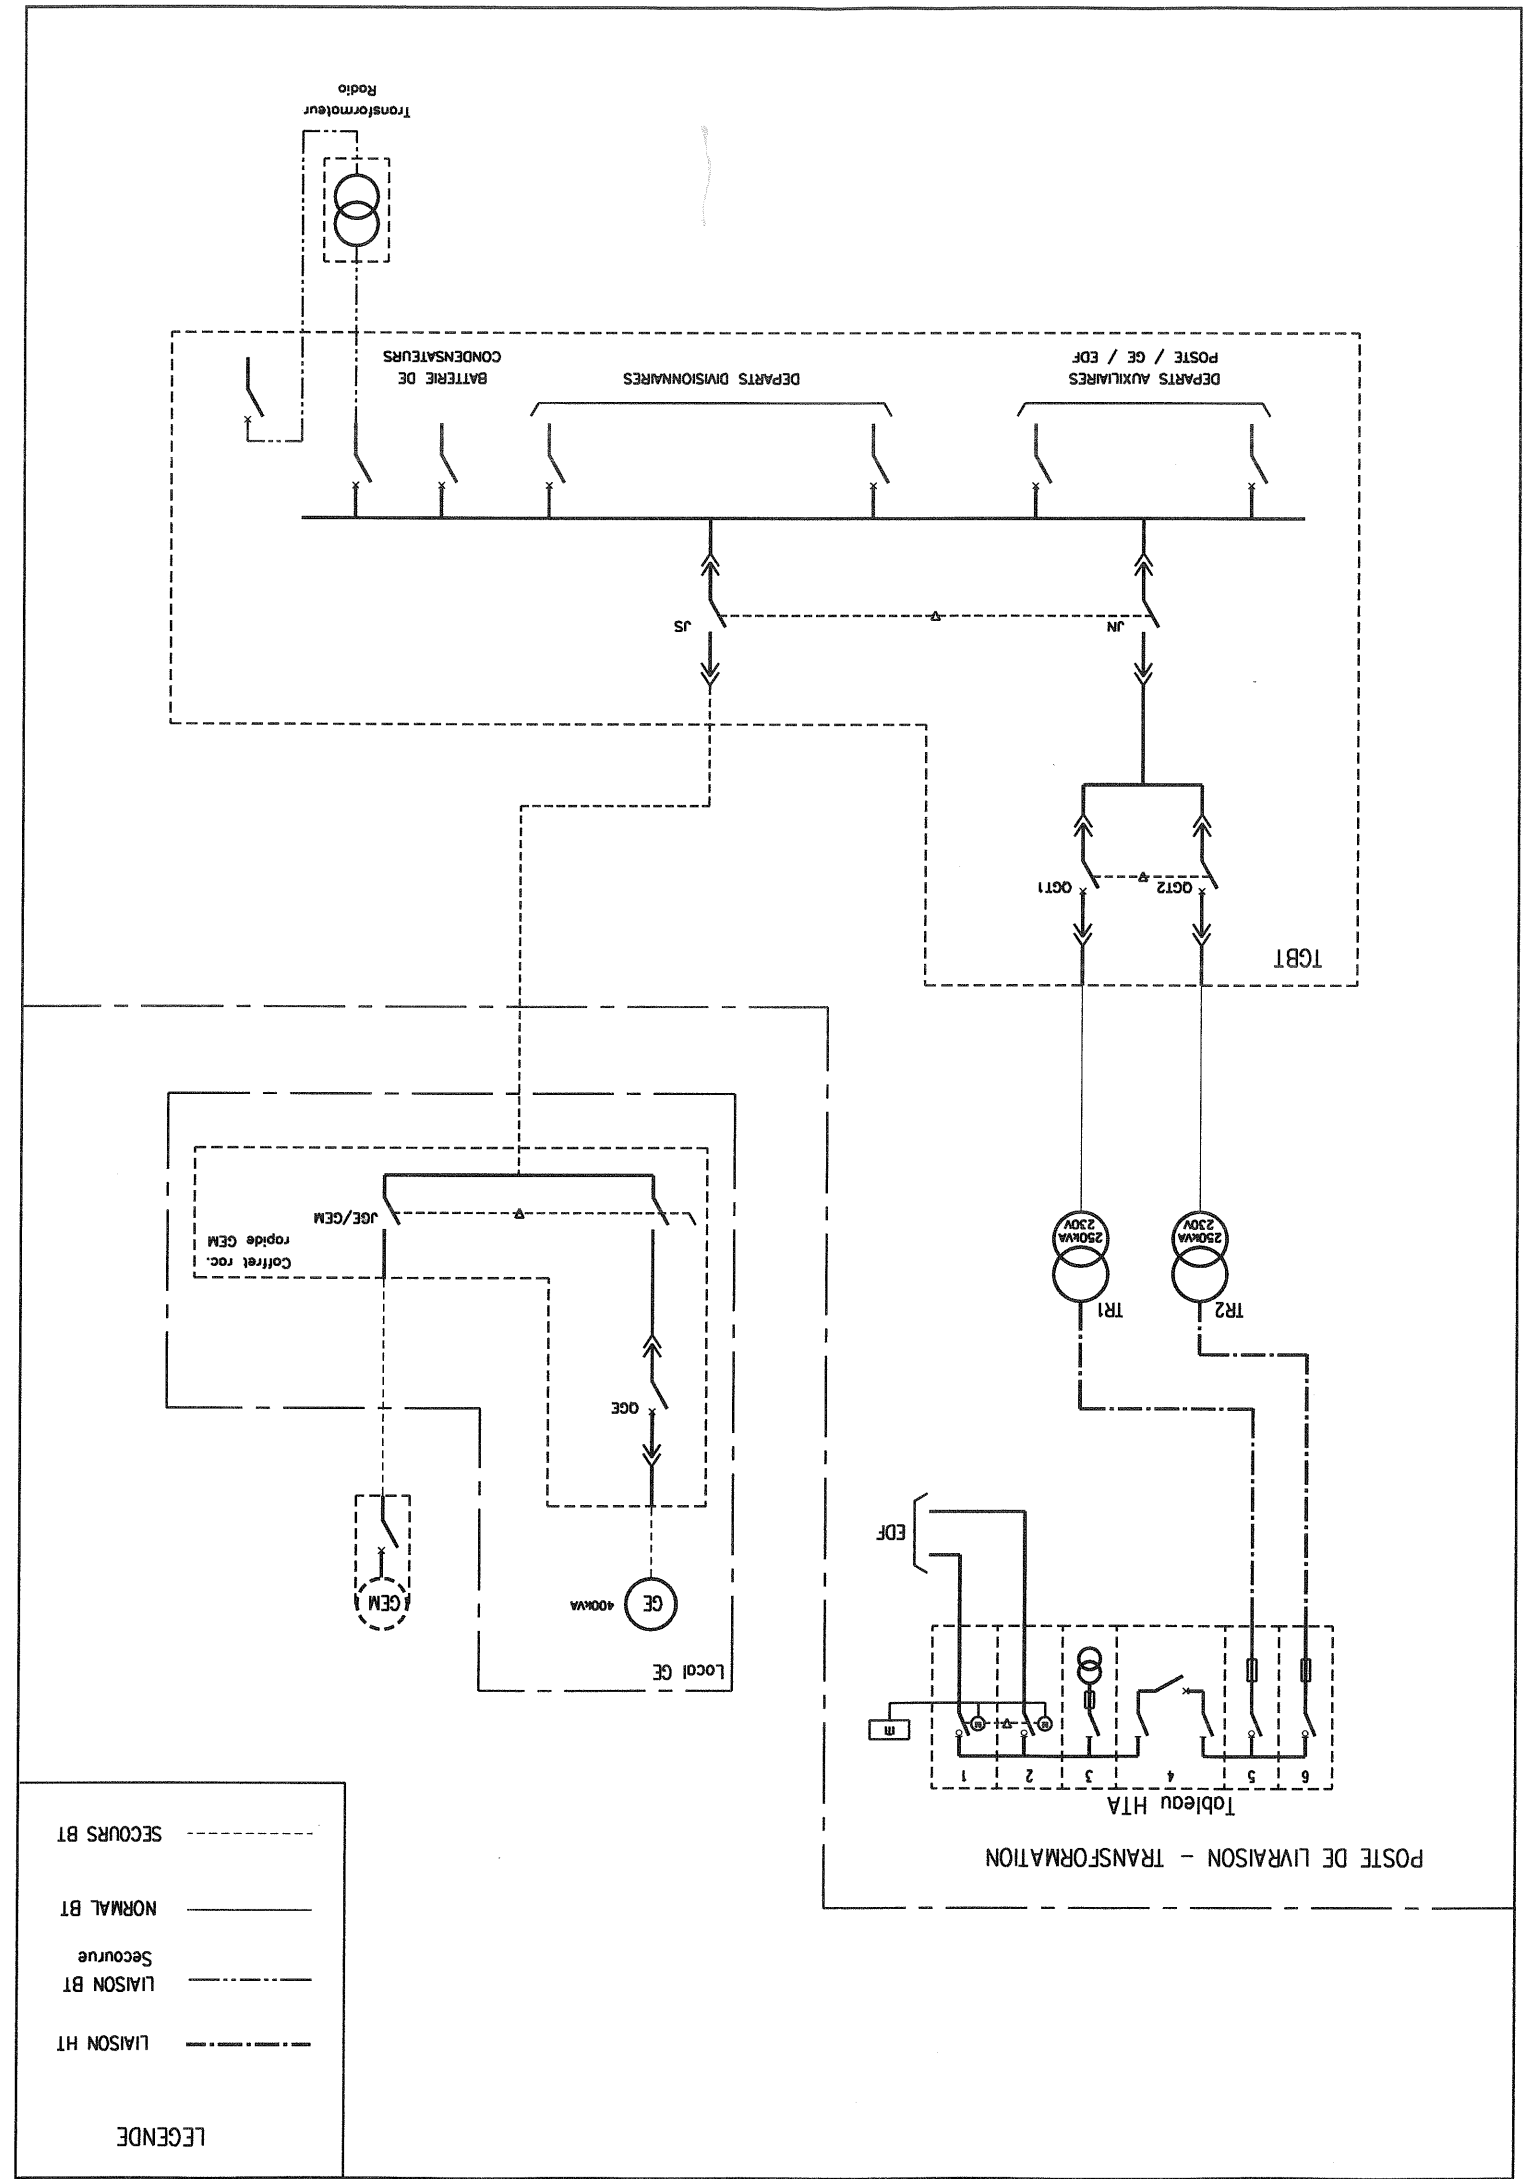 LEGENDE
LIAISON HT
LIAISON BT
Secourue
NORMAL BT
SECOURS BT
POSTE DE LIVRAISON - TRANSFORMATION
Tableau HTA
6
5
4
3
2
1
M
M
m
EDF
Local GE
GE
400kVA
GEM
QGE
Coffret rac.
rapide GEM
JGE/GEM
TR2
TR1
250kVA
230V
250kVA
230V
TGBT
QGT2
QGT1
JN
JS
DEPARTS AUXILIAIRES
POSTE / GE / EDF
DEPARTS DIVISIONNAIRES
BATTERIE DE
CONDENSATEURS
Transformateur
Radio